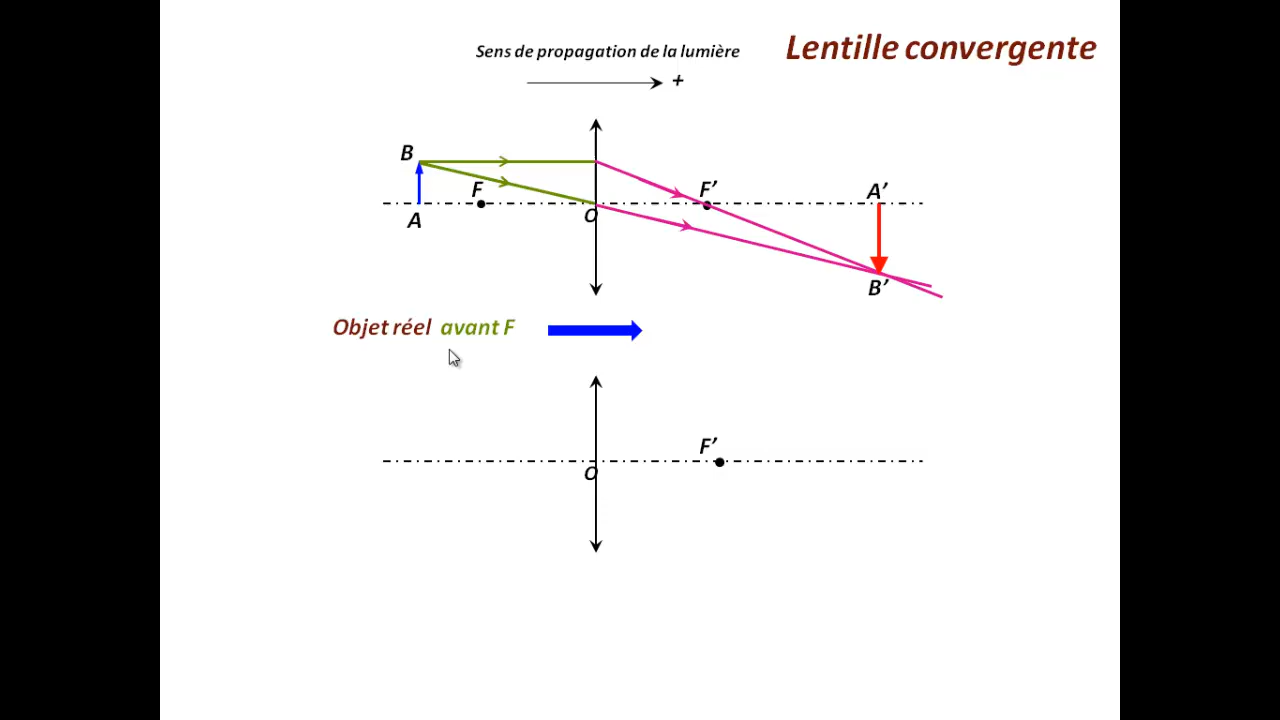 Lentille convergente
Sens de propagation de la lumière
+
B
F
F’
A’
A
O
B’
Objet réel avant F
F’
O